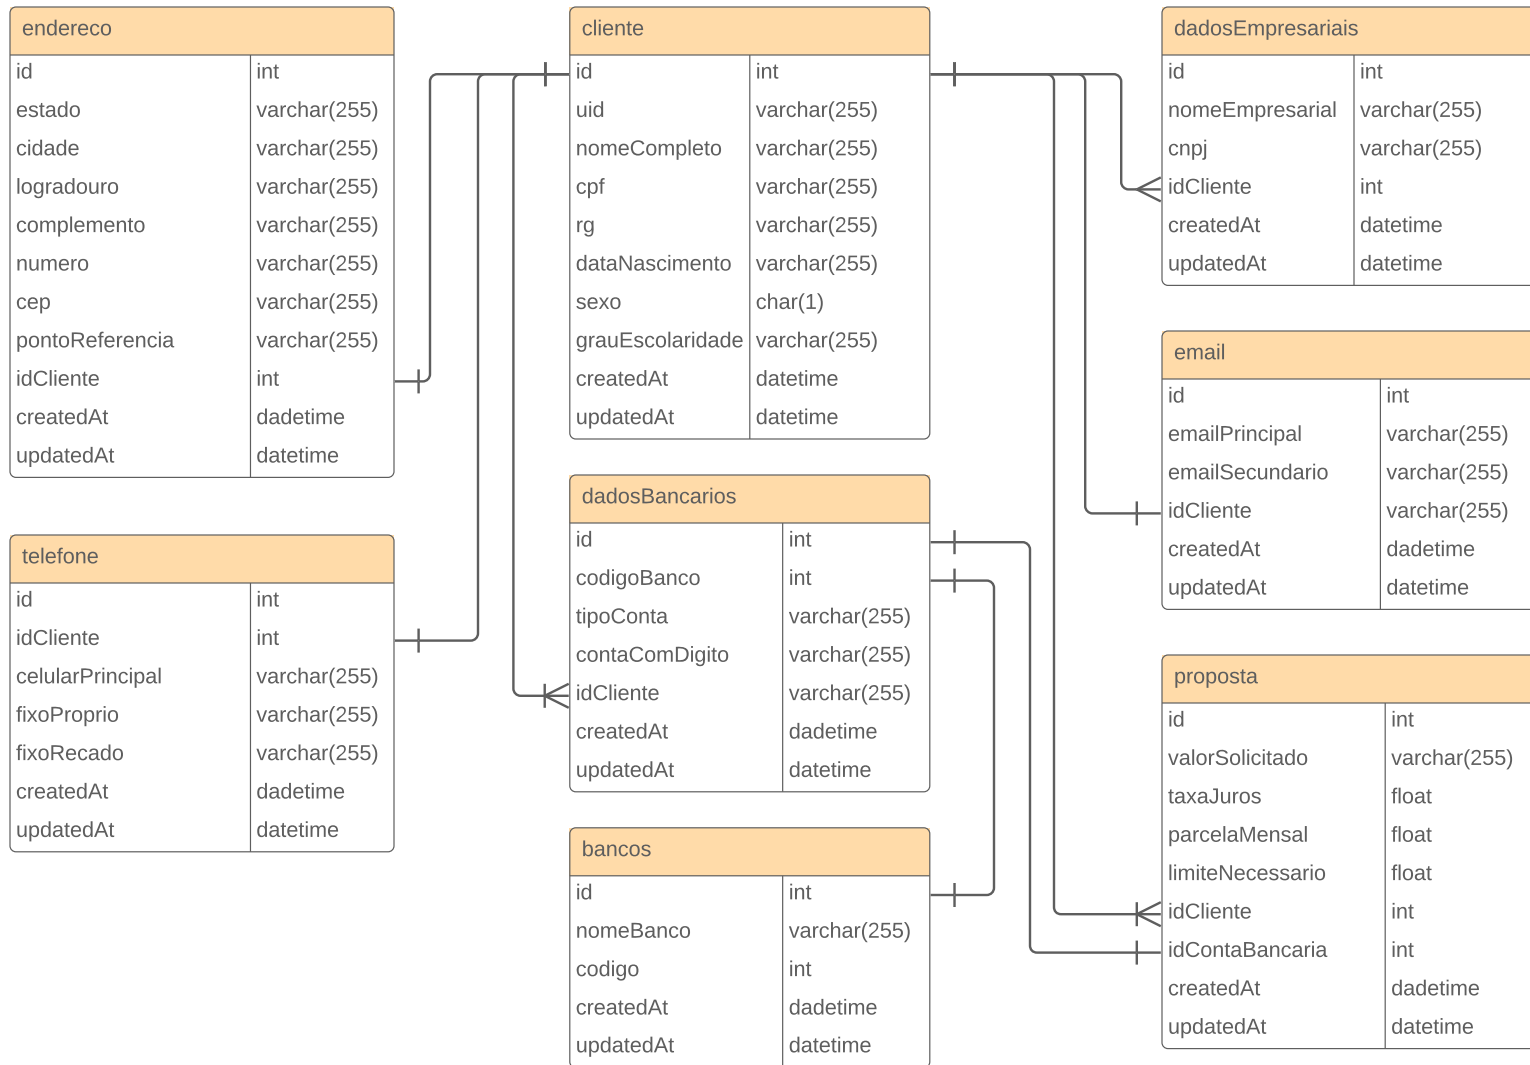 endereco
id int
estado varchar(255)
cidade varchar(255)
logradouro varchar(255)
complemento varchar(255)
numero varchar(255)
cep varchar(255)
pontoReferencia varchar(255)
idCliente int
createdAt dadetime
updatedAt datetime
telefone
id int
idCliente int
celularPrincipal varchar(255)
fixoProprio varchar(255)
fixoRecado varchar(255)
createdAt dadetime
updatedAt datetime
cliente
id int
uid varchar(255)
nomeCompleto varchar(255)
cpf varchar(255)
rg varchar(255)
dataNascimento varchar(255)
sexo char(1)
grauEscolaridade varchar(255)
createdAt datetime
updatedAt datetime
dadosBancarios
id int
codigoBanco int
tipoConta varchar(255)
contaComDigito varchar(255)
idCliente varchar(255)
createdAt dadetime
updatedAt datetime
bancos
id int
nomeBanco varchar(255)
codigo int
createdAt dadetime
updatedAt datetime
dadosEmpresariais
id int
nomeEmpresarial varchar(255)
cnpj varchar(255)
idCliente int
createdAt datetime
updatedAt datetime
email
id int
emailPrincipal varchar(255)
emailSecundario varchar(255)
idCliente varchar(255)
createdAt dadetime
updatedAt datetime
proposta
id int
valorSolicitado varchar(255)
taxaJuros float
parcelaMensal float
limiteNecessario float
idCliente int
idContaBancaria int
createdAt dadetime
updatedAt datetime